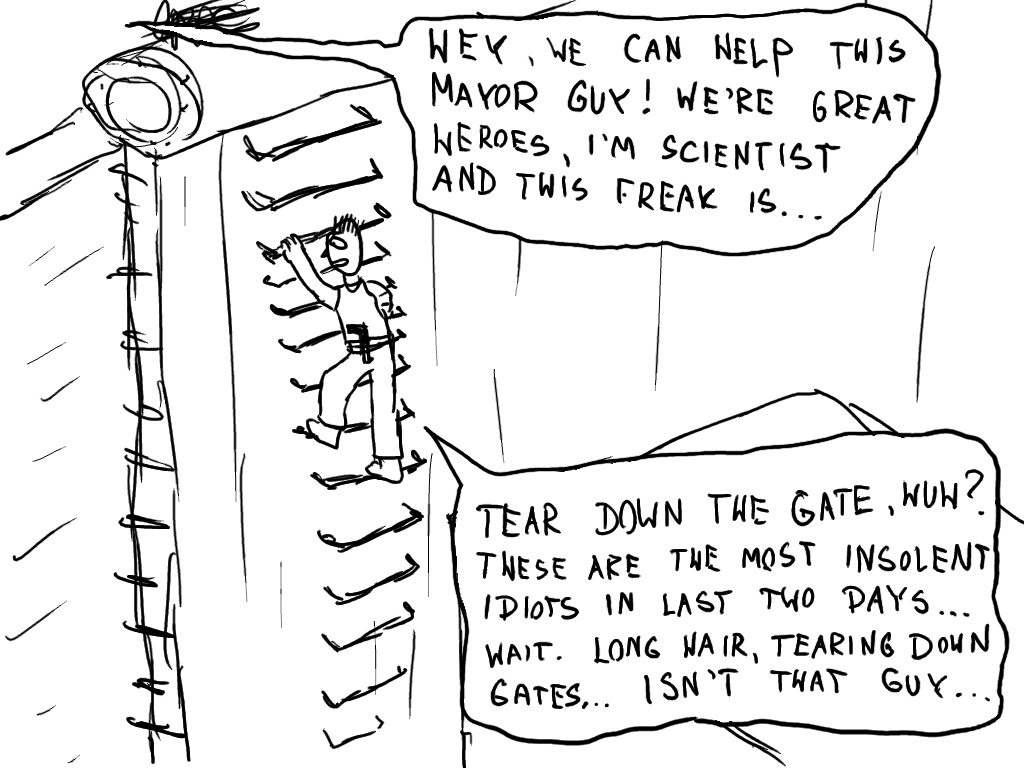 HEY, WE CAN HELP THIS
MAYOR GUY! WE'RE GREAT
HEROES, I'M SCIENTIST
AND THIS FREAK IS...
TEAR DOWN THE GATE, HUH?
THESE ARE THE MOST INSOLENT
IDIOTS IN LAST TWO DAYS...
WAIT. LONG HAIR, TEARING DOWN
GATES... ISN'T THAT GUY...